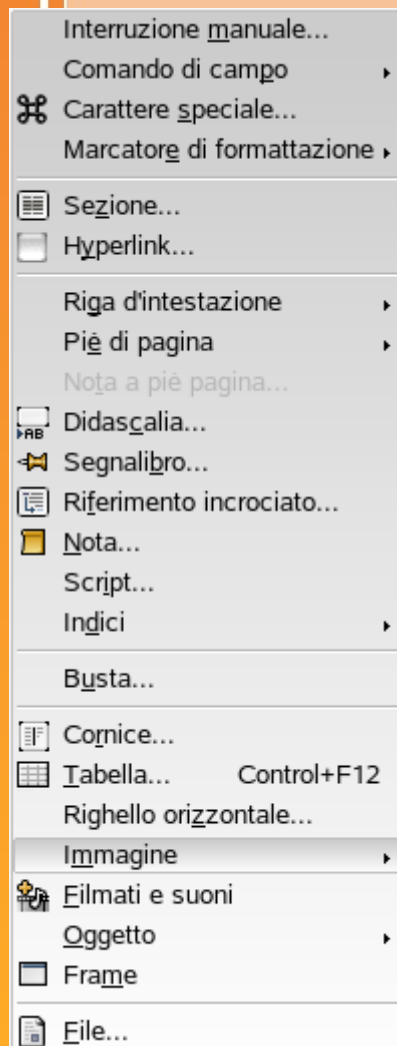 Interruzione manuale...
Comando di campo
Carattere speciale...
Marcatore di formattazione
Sezione...
Hyperlink...
Riga d'intestazione
Piè di pagina
Nota a piè pagina...
AB Didascalia...
Segnalibro...
Riferimento incrociato...
Nota...
Script...
Indici
Busta...
Cornice...
Tabella... Control+F12
Righello orizzontale...
Immagine
Filmati e suoni
Oggetto
Frame
File...